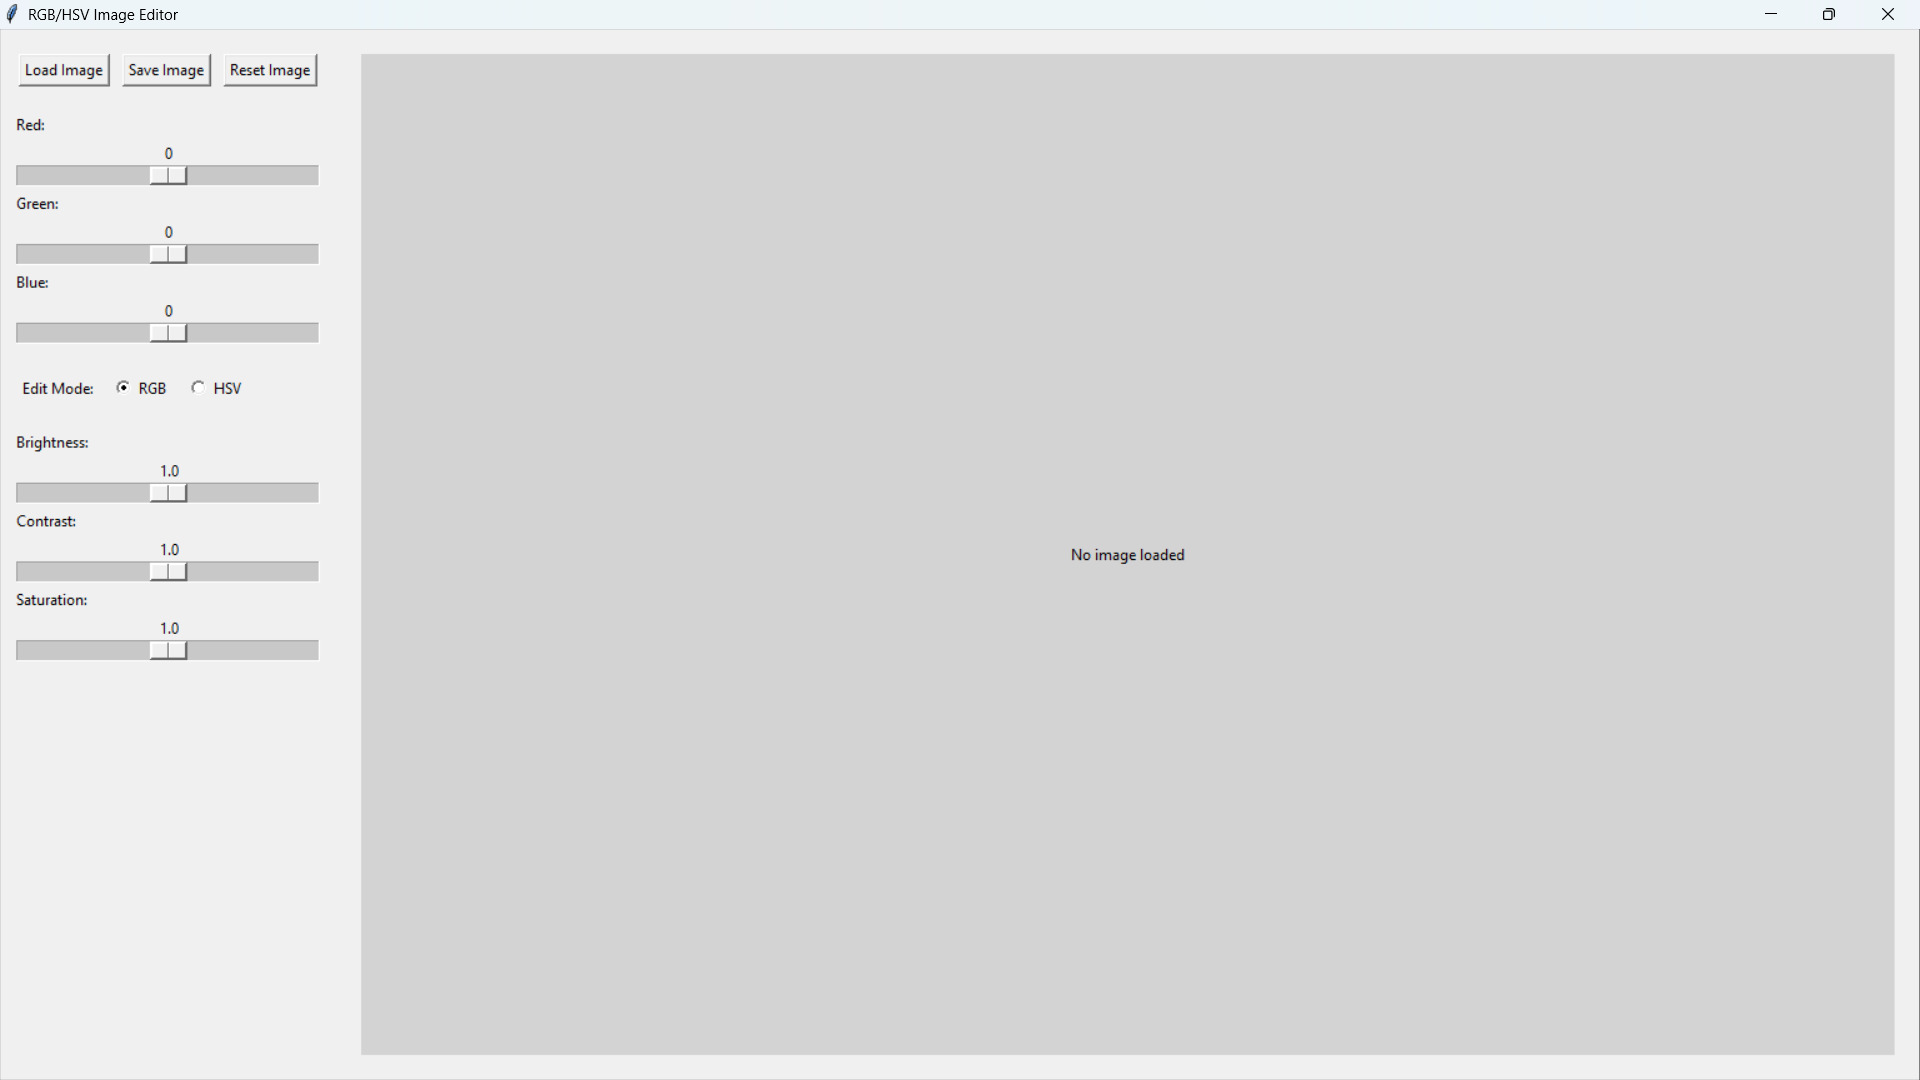 RGB/HSV Image Editor
Load Image Save Image Reset Image
Red:
0
Green:
0
Blue:
0
Edit Mode: RGB HSV
Brightness:
1.0
Contrast:
1.0
Saturation:
1.0
No image loaded